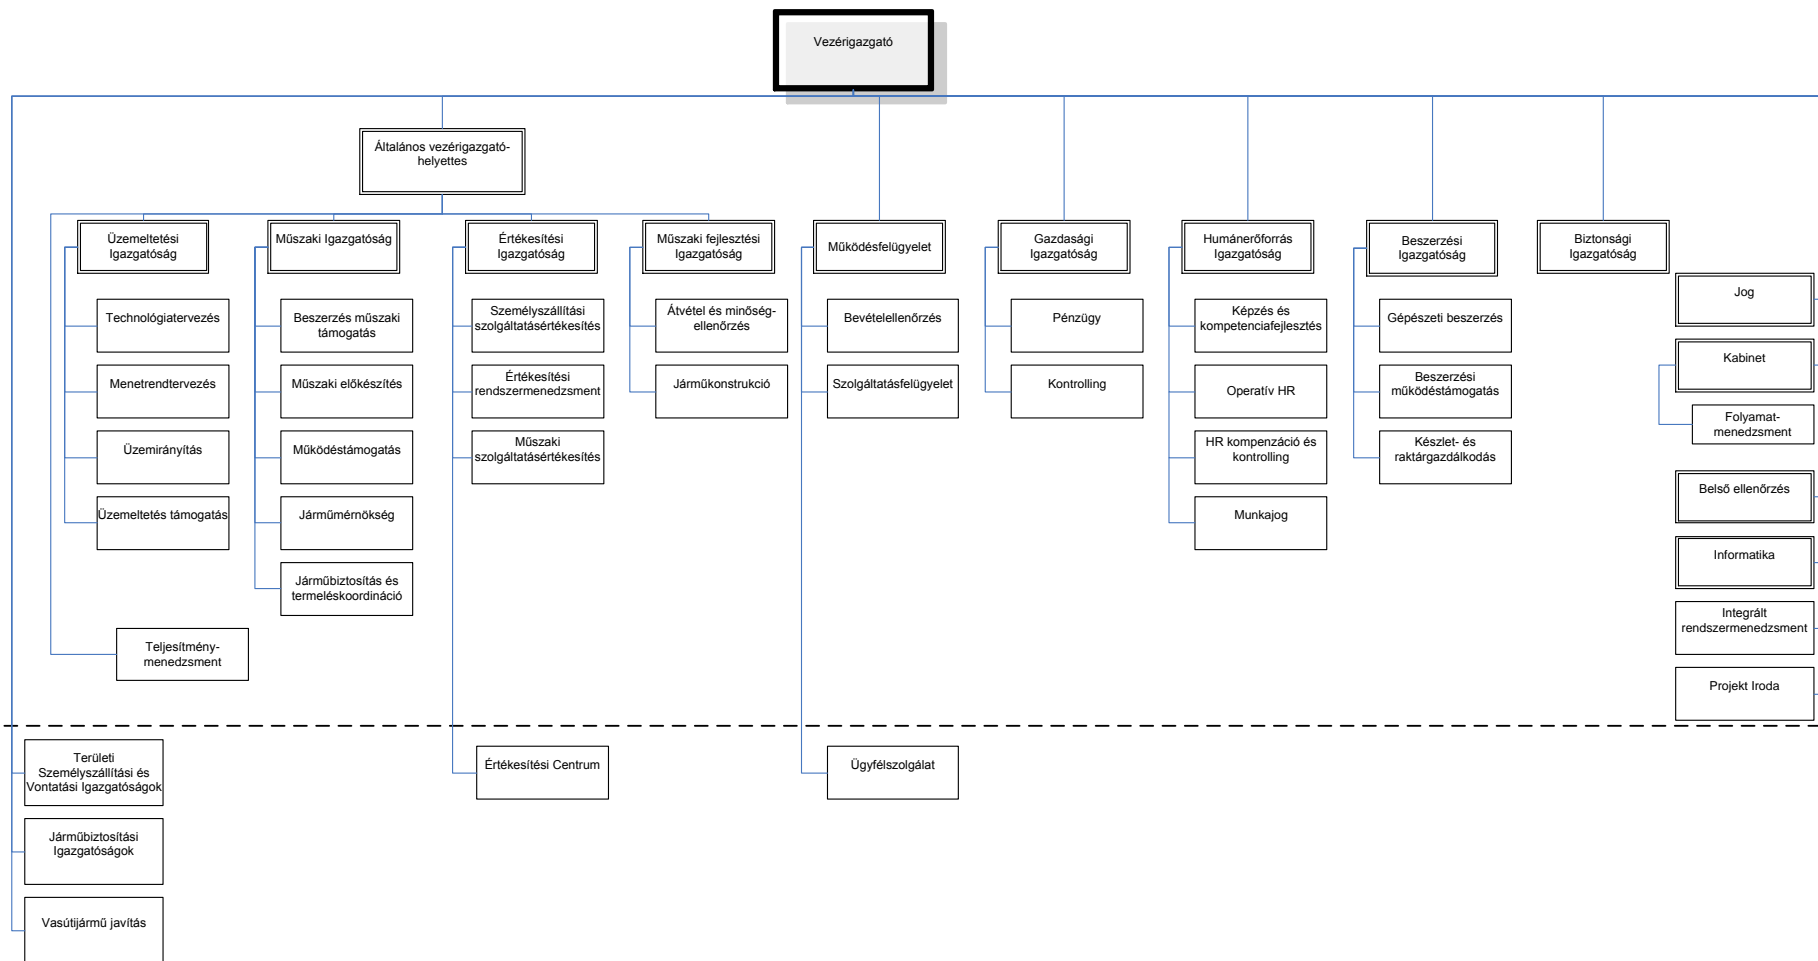 Vezérigazgató
Általános vezérigazgató-
helyettes
Üzemeltetési
Igazgatóság
Technológiatervezés
Menetrendtervezés
Üzemirányítás
Üzemeltetés támogatás
Teljesítmény-
menedzsment
Műszaki Igazgatóság
Beszerzés műszaki
támogatás
Műszaki előkészítés
Működéstámogatás
Járműmérnökség
Járműbiztosítás és
termeléskoordináció
Értékesítési
Igazgatóság
Személyszállítási
szolgáltatásértékesítés
Értékesítési
rendszermenedzsment
Műszaki
szolgáltatásértékesítés
Műszaki fejlesztési
Igazgatóság
Átvétel és minőség-
ellenőrzés
Járműkonstrukció
Működésfelügyelet
Bevételellenőrzés
Szolgáltatásfelügyelet
Gazdasági
Igazgatóság
Pénzügy
Kontrolling
Humánerőforrás
Igazgatóság
Képzés és
kompetenciafejlesztés
Operatív HR
HR kompenzáció és
kontrolling
Munkajog
Beszerzési
Igazgatóság
Gépészeti beszerzés
Beszerzési
működéstámogatás
Készlet- és
raktárgazdálkodás
Biztonsági
Igazgatóság
Jog
Kabinet
Folyamat-
menedzsment
Belső ellenőrzés
Informatika
Integrált
rendszermenedzsment
Projekt Iroda
Területi
Személyszállítási és
Vontatási Igazgatóságok
Járműbiztosítási
Igazgatóságok
Vasútijármű javítás
Értékesítési Centrum
Ügyfélszolgálat